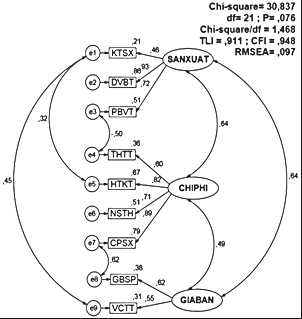 Chi-square= 30,837
df= 21 ; P= ,076
Chi-square/df = 1,468
TLI = ,911; CFI = ,948
RMSEA= ,097
,21
e1 KTSX ,46 SANXUAT
,86 ,93
e2 DVBT ,72
,51
e3 PBVT
,32 -,50 ,64 ,64
,36
e4 THTT ,60
,67
e5 HTKT ,82 CHIPHI
,51 ,71
e6 NSTH ,89
,45 ,79 ,49
e7 CPSX
,62 ,38
e8 GBSP ,62
,31 GIABAN
e9 VCTT ,55